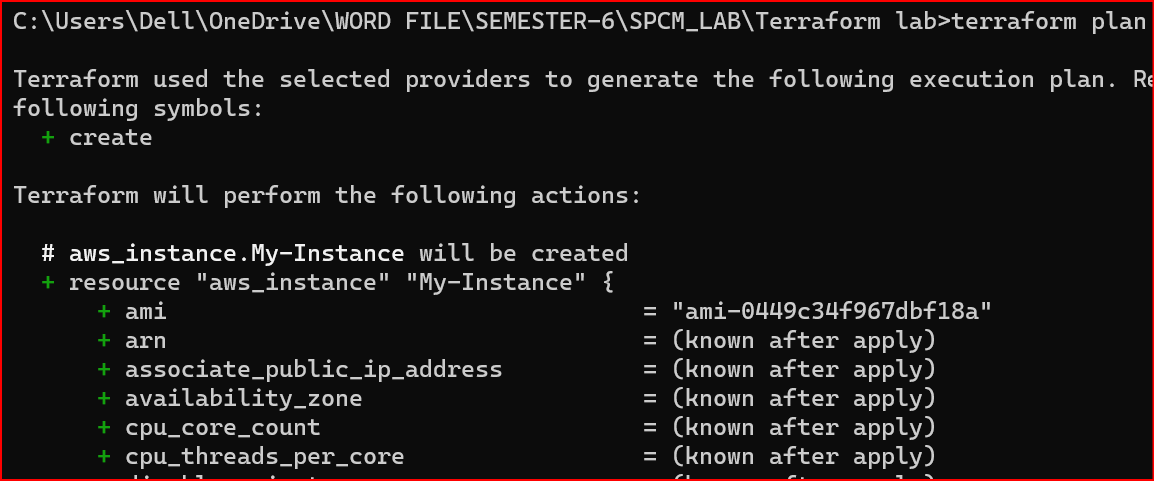 C:\Users\Dell\OneDrive\WORD FILE\SEMESTER-6\SPCM_LAB\Terraform lab>terraform plan
Terraform used the selected providers to generate the following execution plan.
following symbols:
+ create
Terraform will perform the following actions:
# aws_instance.My-Instance will be created
+ resource "aws_instance" "My-Instance" {
+ ami = "ami-0449c34f967dbf18a"
+ arn = (known after apply)
+ associate_public_ip_address = (known after apply)
+ availability_zone = (known after apply)
+ cpu_core_count = (known after apply)
+ cpu_threads_per_core = (known after apply)